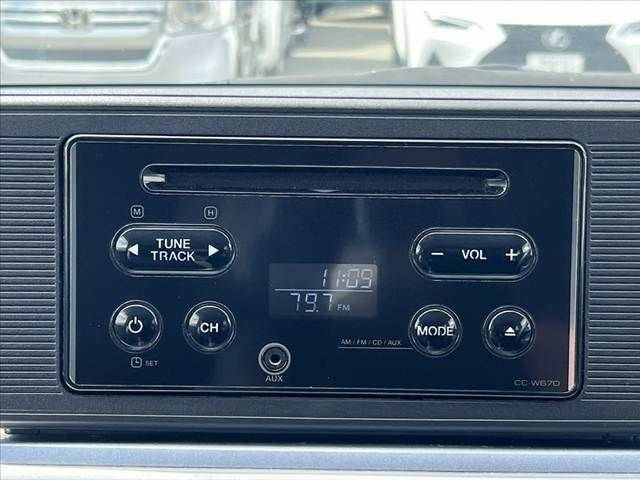 M H
TUNE
TRACK
- VOL +
11:09
79.7 FM
CH
MODE
AM / FM / CD / AUX
SET
AUX
CC-W67D